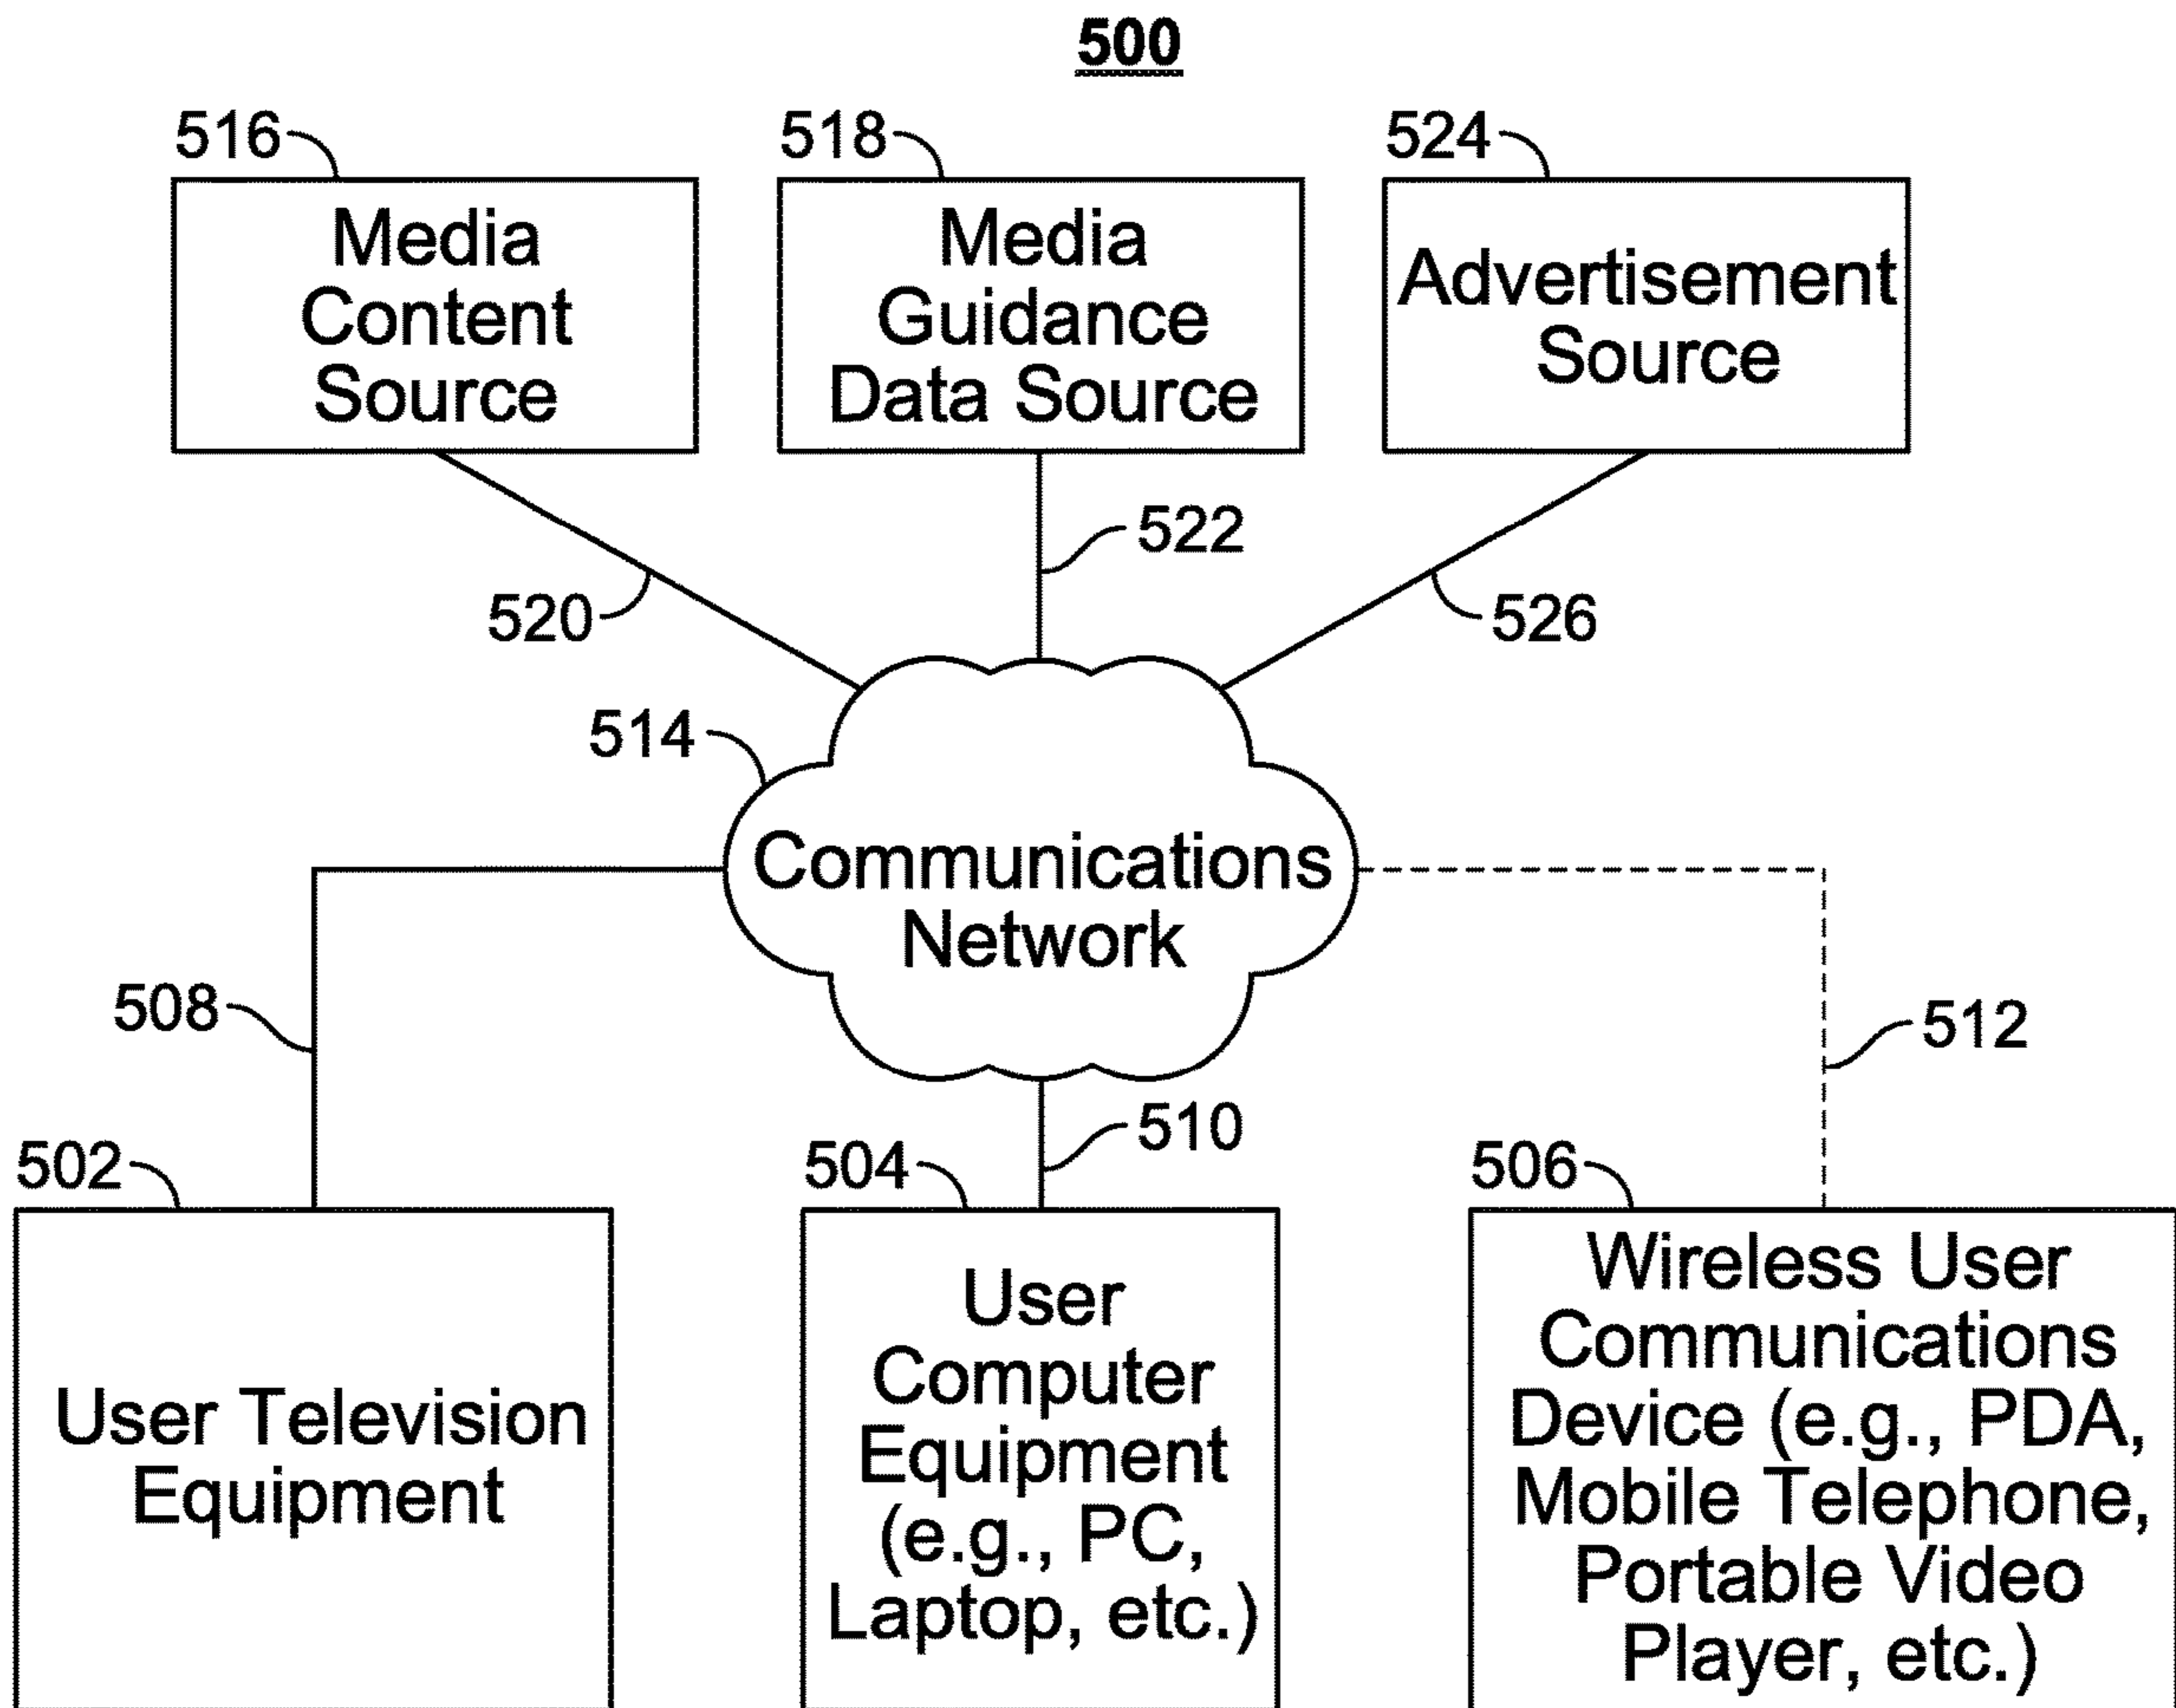 500
516
518
524
Media
Content
Source
Media
Guidance
Data Source
Advertisement
Source
522
520
526
514
Communications
Network
508
512
510
502
504
506
User Television
Equipment
User
Computer
Equipment
(e.g., PC,
Laptop, etc.)
Wireless User
Communications
Device (e.g., PDA,
Mobile Telephone,
Portable Video
Player, etc.)